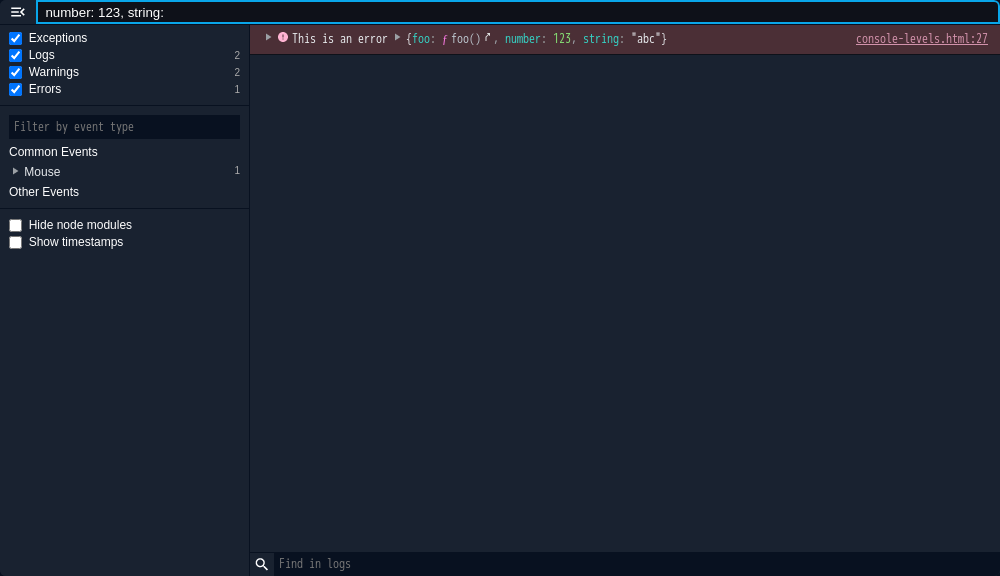 number: 123, string:
Exceptions
Logs 2
Warnings 2
Errors 1
Filter by event type
Common Events
Mouse 1
Other Events
Hide node modules
Show timestamps
This is an error {foo: ƒ foo(), number: 123, string: "abc"} console-levels.html:27
Find in logs